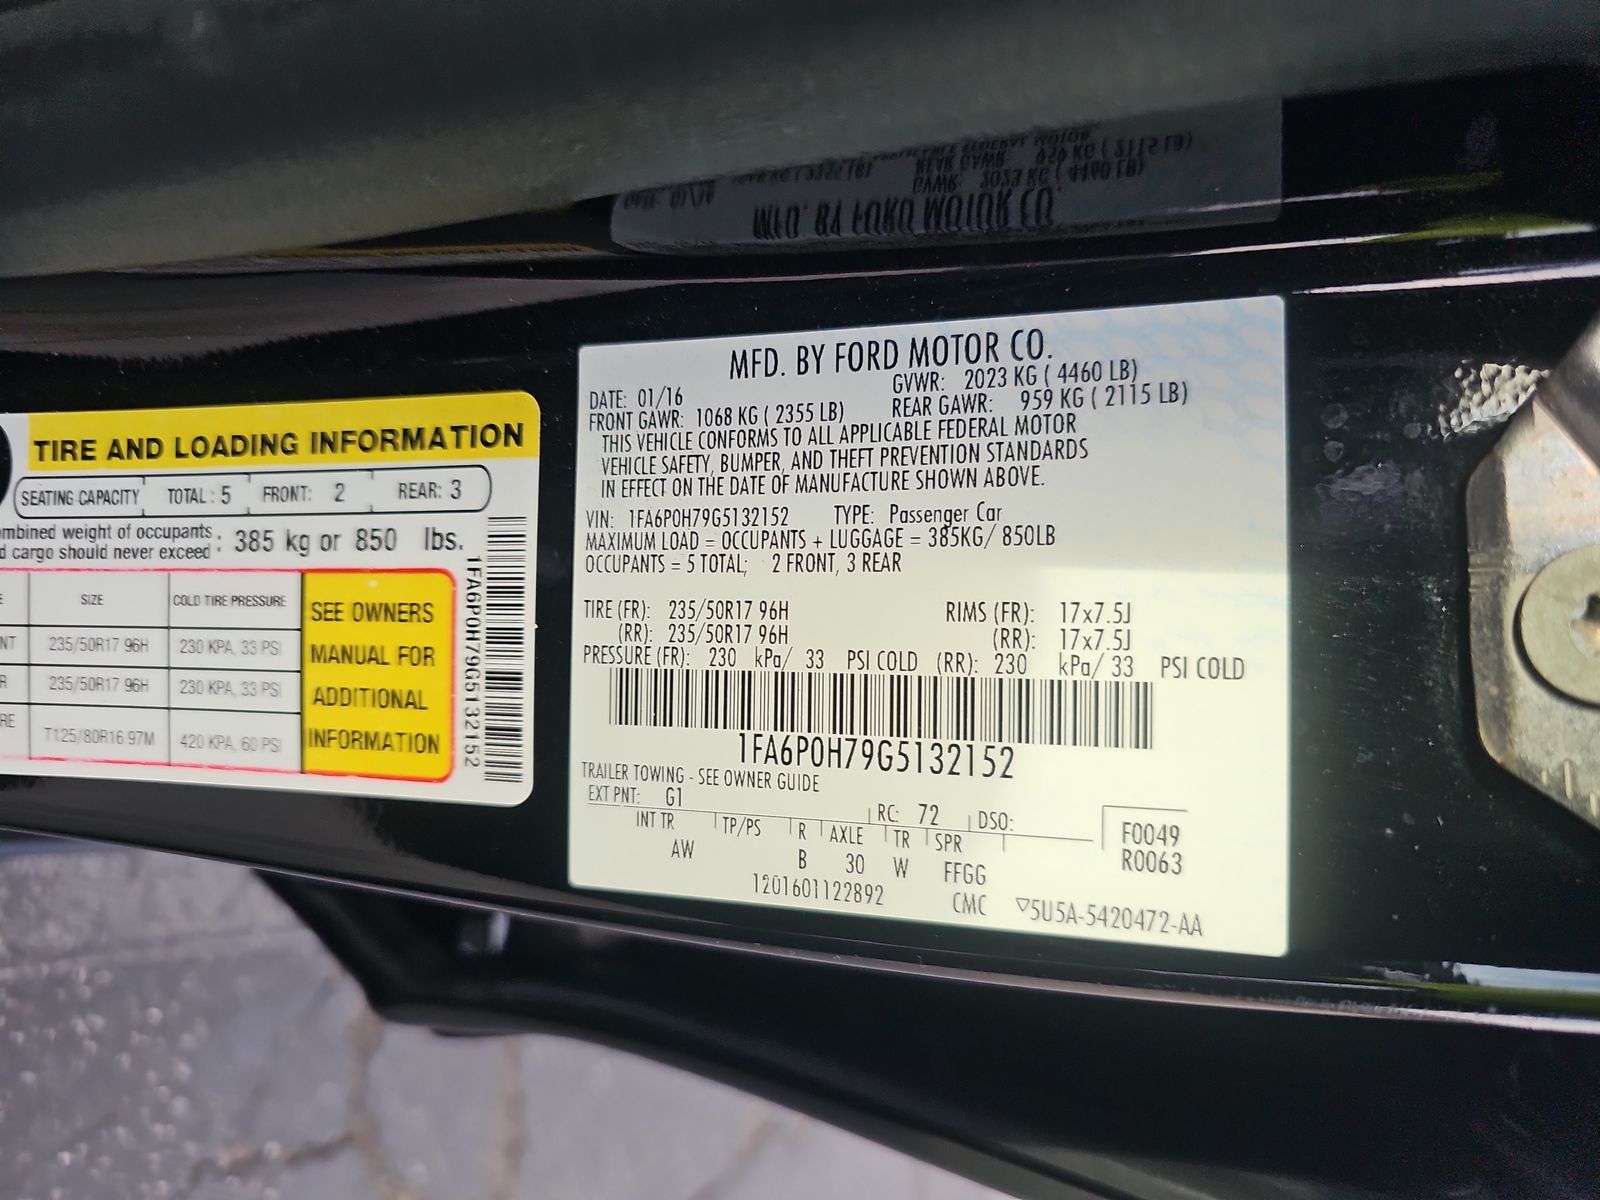 MFD. BY FORD MOTOR CO.
DATE: 01/16
GVWR: 2023 KG ( 4460 LB)
FRONT GAWR: 1068 KG ( 2355 LB)
REAR GAWR: 959 KG ( 2115 LB)
THIS VEHICLE CONFORMS TO ALL APPLICABLE FEDERAL MOTOR
VEHICLE SAFETY, BUMPER, AND THEFT PREVENTION STANDARDS
IN EFFECT ON THE DATE OF MANUFACTURE SHOWN ABOVE.
VIN: 1FA6P0H79G5132152 TYPE: Passenger Car
MAXIMUM LOAD = OCCUPANTS + LUGGAGE = 385KG/ 850LB
OCCUPANTS = 5 TOTAL; 2 FRONT, 3 REAR
TIRE (FR): 235/50R17 96H RIMS (FR): 17x7.5J
(RR): 235/50R17 96H (RR): 17x7.5J
PRESSURE (FR): 230 kPa/ 33 PSI COLD (RR): 230 kPa/ 33 PSI COLD
1FA6P0H79G5132152
TRAILER TOWING - SEE OWNER GUIDE
EXT PNT: G1 RC: 72 DSO:
INT TR TP/PS R AXLE TR SPR
AW B 30 W FFGG
F0049
R0063
1201601122892 CMC ▽5U5A-5420472-AA
TIRE AND LOADING INFORMATION
SEATING CAPACITY TOTAL : 5 FRONT: 2 REAR: 3
of occupants
cargo should never exceed : 385 kg or 850 lbs.
SIZE COLD TIRE PRESSURE
235/50R17 96H 230 KPA, 33 PSI
235/50R17 96H 230 KPA, 33 PSI
T125/80R16 97M 420 KPA, 60 PSI
SEE OWNERS
MANUAL FOR
ADDITIONAL
INFORMATION
1FA6P0H79G5132152